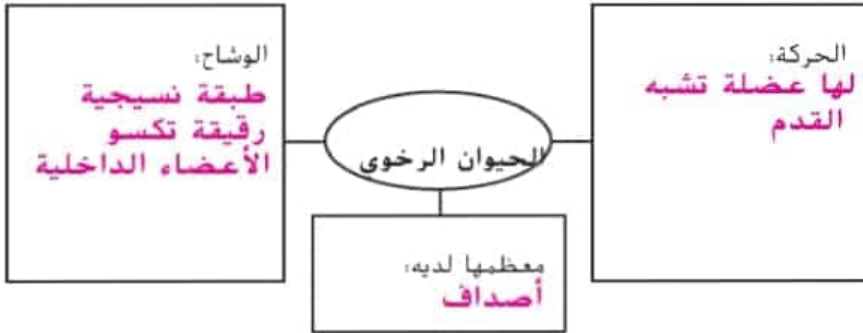 الحركة:
لها عضلة تشبه
القدم
الوشاح:
طبقة نسيجية
رقيقة تكسو
الأعضاء الداخلية
الحيوان الرخوي
معظمها لديه:
أصداف